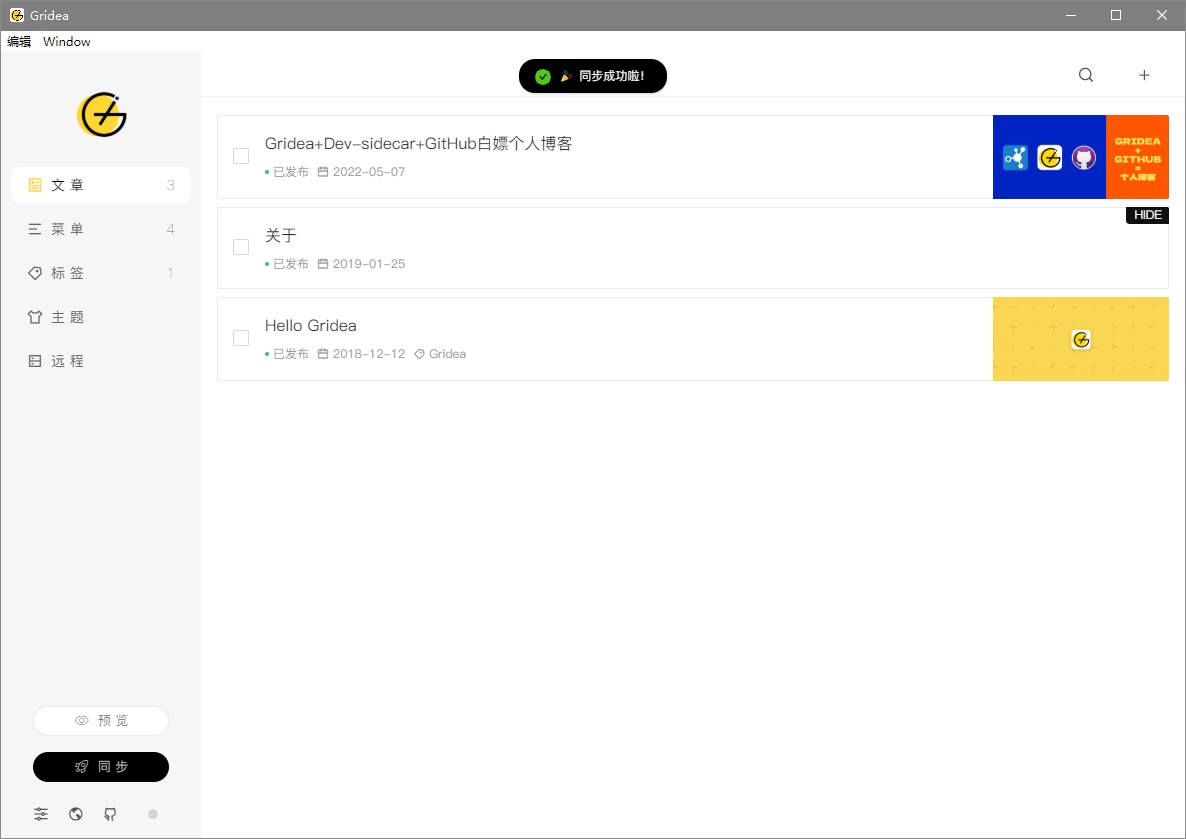 Gridea
编辑 Window
🎉 同步成功啦!
文章 3
菜单 4
标签 1
主题
远程
Gridea+Dev-sidecar+GitHub白嫖个人博客
已发布 2022-05-07
GRIDEA
+
GITHUB
=
个人博客
HIDE
关于
已发布 2019-01-25
Hello Gridea
已发布 2018-12-12 Gridea
预览
同步